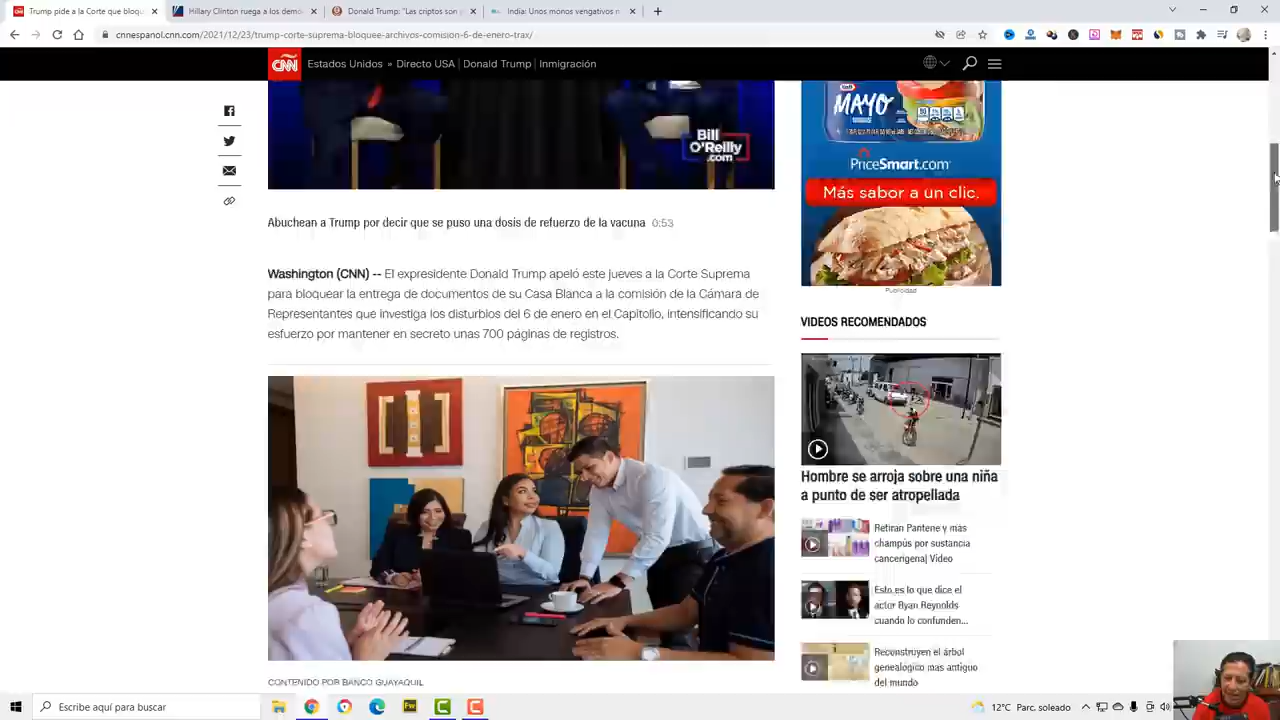 Trump pide a la Corte que bloqu
Hillary Clinton ruega a los demó
Donald Trump: "Las criptos son
India: Unos monos vengativos m
cnnespanol.cnn.com/2021/12/23/trump-corte-suprema-bloquee-archivos-comision-6-de-enero-trax/
CNN
Estados Unidos » Directo USA | Donald Trump | Inmigración
Bill
O'Reilly
.com
Kraft
MAYO
PriceSmart.com
Más sabor a un clic.
Publicidad
Abuchean a Trump por decir que se puso una dosis de refuerzo de la vacuna 0:53
Washington (CNN) -- El expresidente Donald Trump apeló este jueves a la Corte Suprema
para bloquear la entrega de documentos de su Casa Blanca a la comisión de la Cámara de
Representantes que investiga los disturbios del 6 de enero en el Capitolio, intensificando su
esfuerzo por mantener en secreto unas 700 páginas de registros.
CONTENIDO POR BANCO GUAYAQUIL
VIDEOS RECOMENDADOS
Hombre se arroja sobre una niña
a punto de ser atropellada
Retiran Pantene y más
champús por sustancia
cancerígena| Video
Esto es lo que dice el
actor Ryan Reynolds
cuando lo confunden...
Reconstruyen el árbol
genealógico mas antiguo
del mundo
Escribe aquí para buscar
Fw
C
C
12°C Parc. soleado